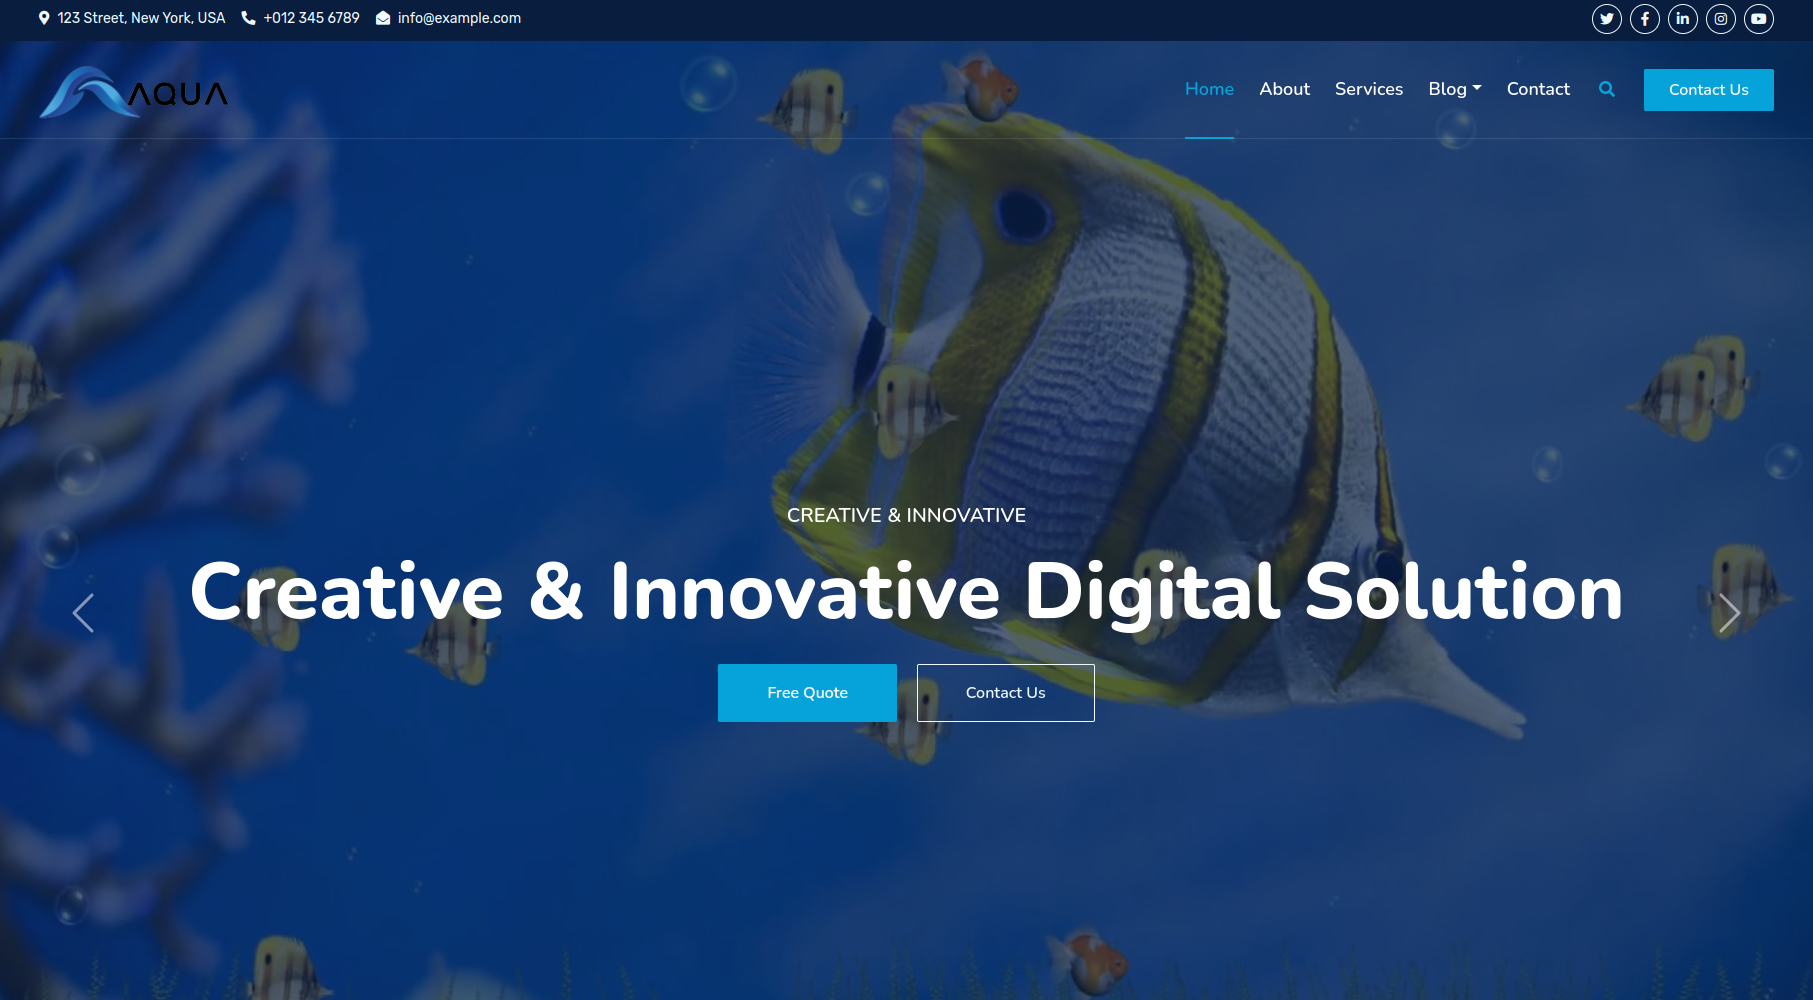 123 Street, New York, USA +012 345 6789 info@example.com
AQUA
Home About Services Blog Contact Contact Us
CREATIVE & INNOVATIVE
Creative & Innovative Digital Solution
Free Quote Contact Us